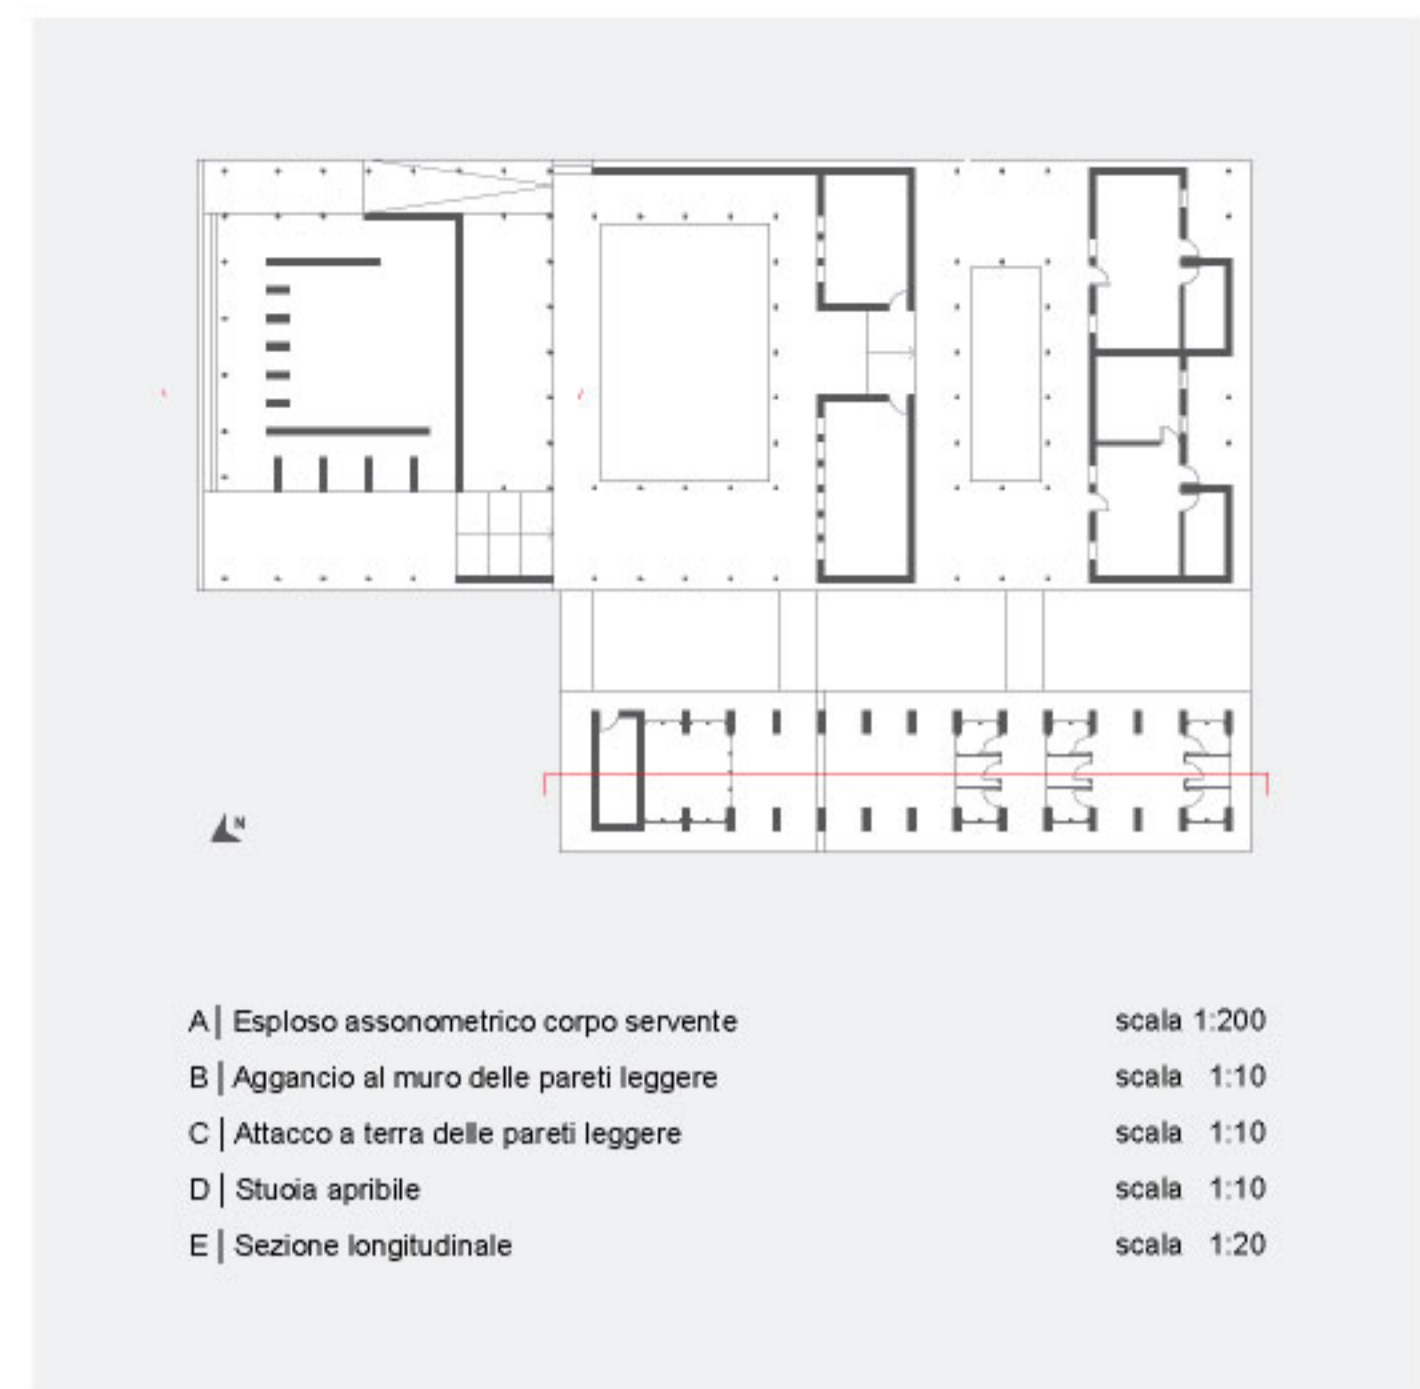 N
A| Esploso assonometrico corpo servente scala 1:200
B| Aggancio al muro delle pareti leggere scala 1:10
C| Attacco a terra delle pareti leggere scala 1:10
D| Stuoia apribile scala 1:10
E| Sezione longitudinale scala 1:20